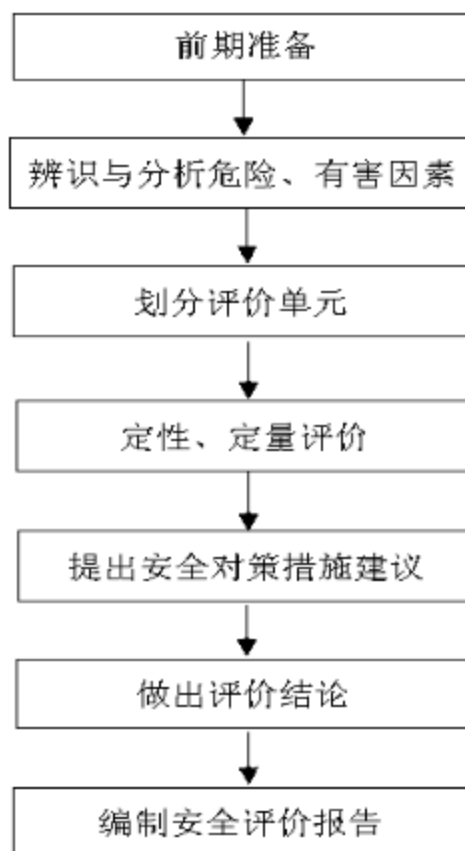 前期准备
辨识与分析危险、有害因素
划分评价单元
定性、定量评价
提出安全对策措施建议
做出评价结论
编制安全评价报告